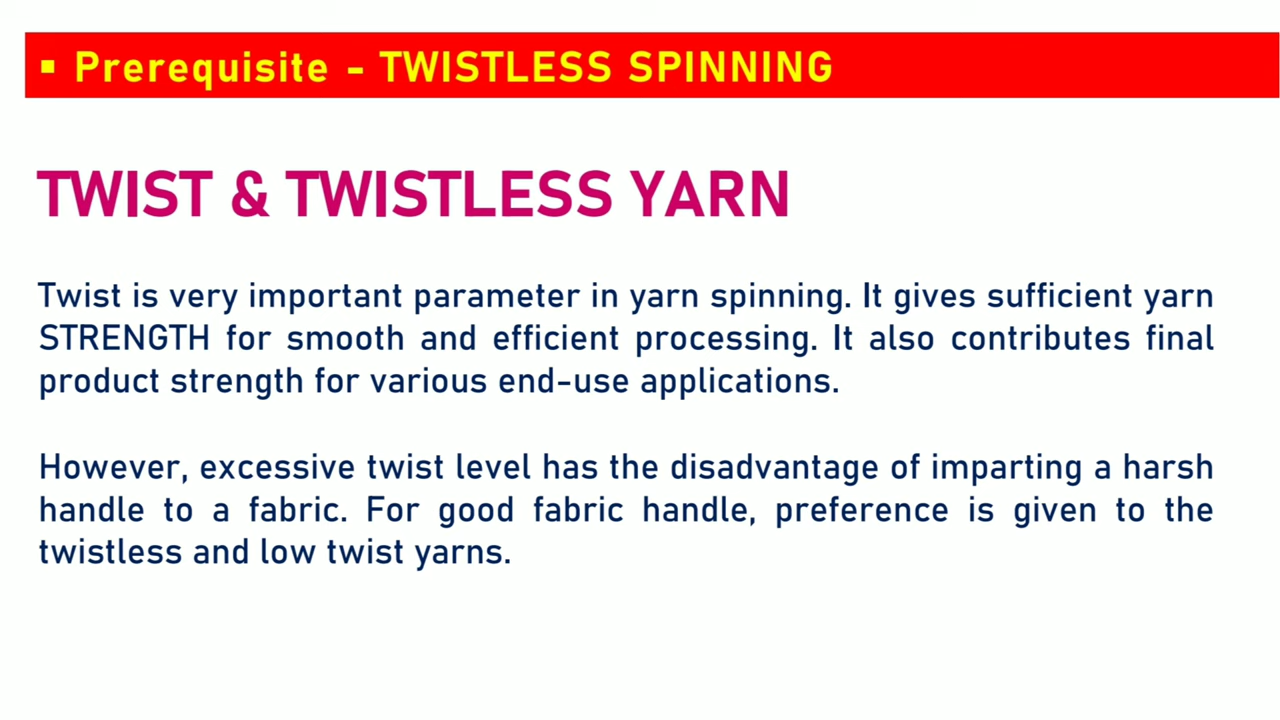 ▪ Prerequisite - TWISTLESS SPINNING
TWIST & TWISTLESS YARN
Twist is very important parameter in yarn spinning. It gives sufficient yarn
STRENGTH for smooth and efficient processing. It also contributes final
product strength for various end-use applications.
However, excessive twist level has the disadvantage of imparting a harsh
handle to a fabric. For good fabric handle, preference is given to the
twistless and low twist yarns.